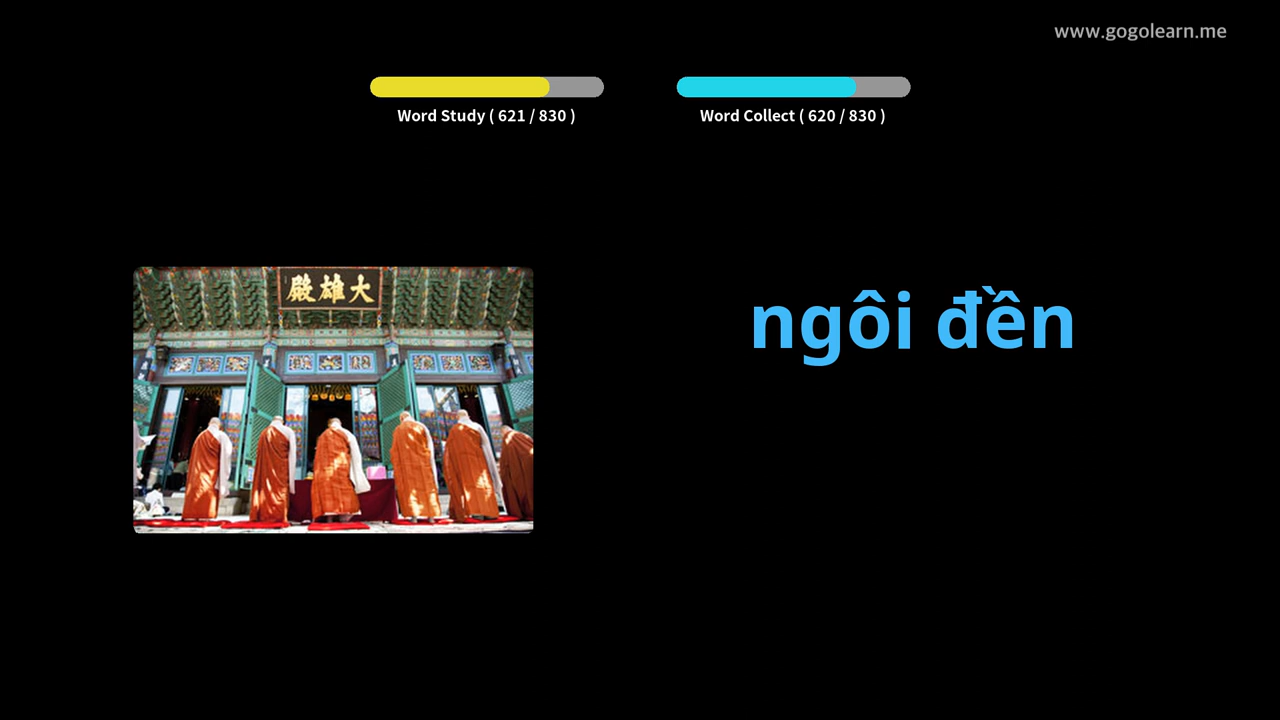 www.gogolearn.me
Word Study ( 621 / 830 )
Word Collect ( 620 / 830 )
殿雄大
ngôi đền